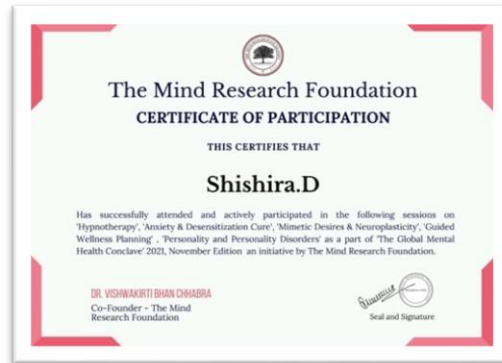 The Mind Research Foundation
CERTIFICATE OF PARTICIPATION
THIS CERTIFIES THAT
Shishira.D
Has successfully attended and actively participated in the following sessions on
'Hypnotherapy', 'Anxiety & Desensitization Cure', 'Mimetic Desires & Neuroplasticity', 'Guided
Wellness Planning' , 'Personality and Personality Disorders' as a part of 'The Global Mental
Health Conclave' 2021, November Edition an initiative by The Mind Research Foundation.
DR. VISHWAKIRTI BHAN CHHABRA
Co-Founder - The Mind
Research Foundation
Seal and Signature